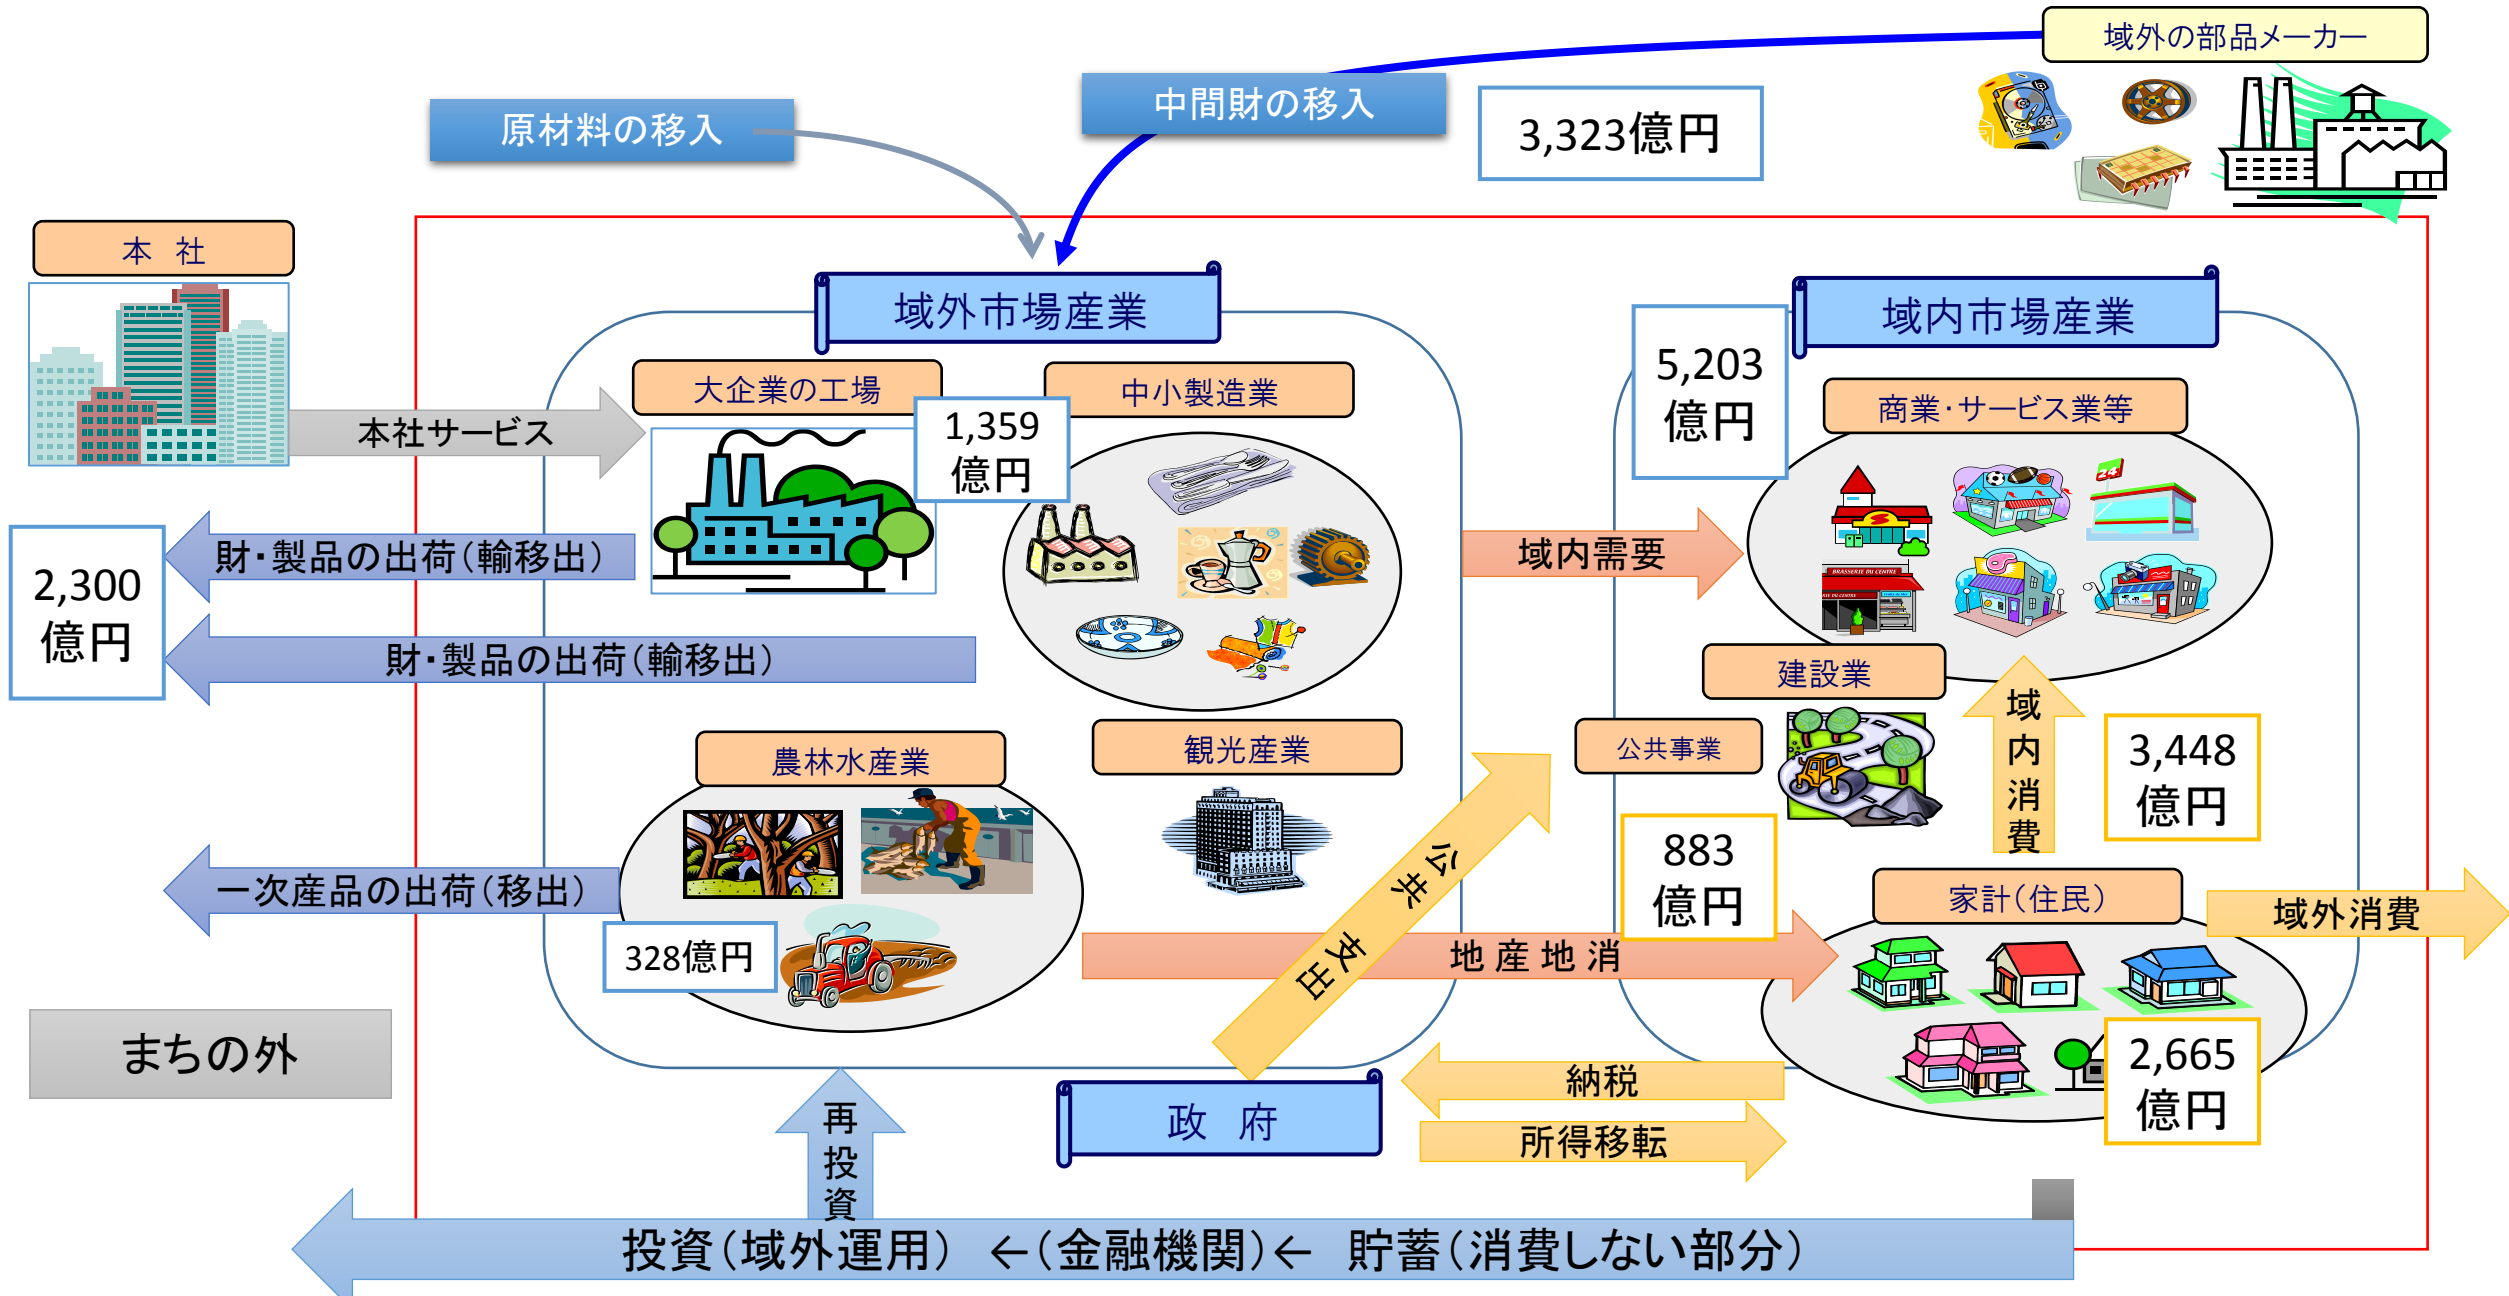 域外の部品メーカー
中間財の移入
原材料の移入
3,323億円
本 社
域外市場産業
域内市場産業
5,203
億円
大企業の工場
中小製造業
商業・サービス業等
1,359
億円
本社サービス
24
財・製品の出荷（輸移出）
域内需要
2,300
億円
BRASSERIE DU CENTRE
財・製品の出荷（輸移出）
建設業
域内消費
農林水産業
観光産業
公共事業
3,448
億円
883
億円
公共支出
一次産品の出荷（移出）
家計（住民）
域外消費
328億円
地産地消
まちの外
2,665
億円
納税
政 府
所得移転
再投資
投資（域外運用） ←（金融機関）← 貯蓄（消費しない部分）